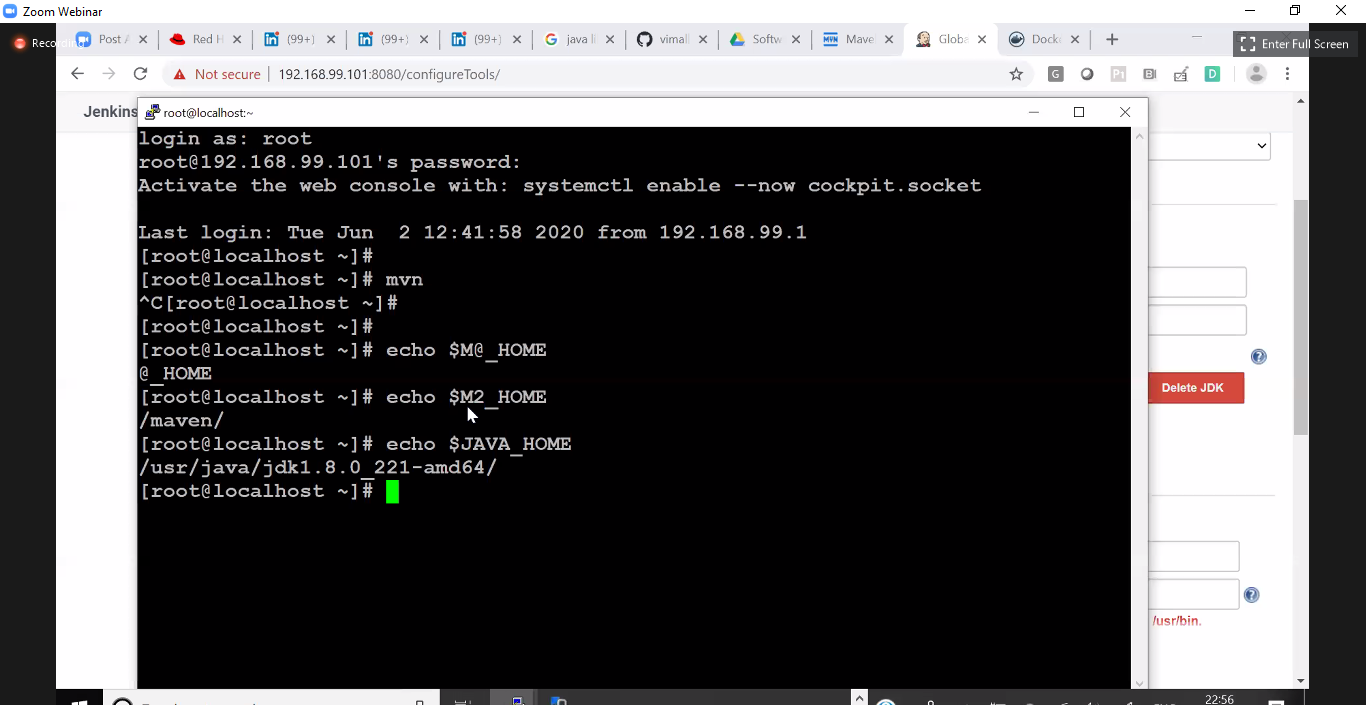 Zoom Webinar
Recording
Post A
Red H
(99+)
(99+)
(99+)
java li
vimall
Softw
Mave
Globa
Dock
Enter Full Screen
Not secure
192.168.99.101:8080/configureTools/
Jenkins
root@localhost:~
login as: root
root@192.168.99.101's password:
Activate the web console with: systemctl enable --now cockpit.socket
Last login: Tue Jun  2 12:41:58 2020 from 192.168.99.1
[root@localhost ~]#
[root@localhost ~]# mvn
^C[root@localhost ~]#
[root@localhost ~]#
[root@localhost ~]# echo $M@_HOME
@_HOME
[root@localhost ~]# echo $M2_HOME
/maven/
[root@localhost ~]# echo $JAVA_HOME
/usr/java/jdk1.8.0_221-amd64/
[root@localhost ~]#
Delete JDK
/usr/bin.
22:56